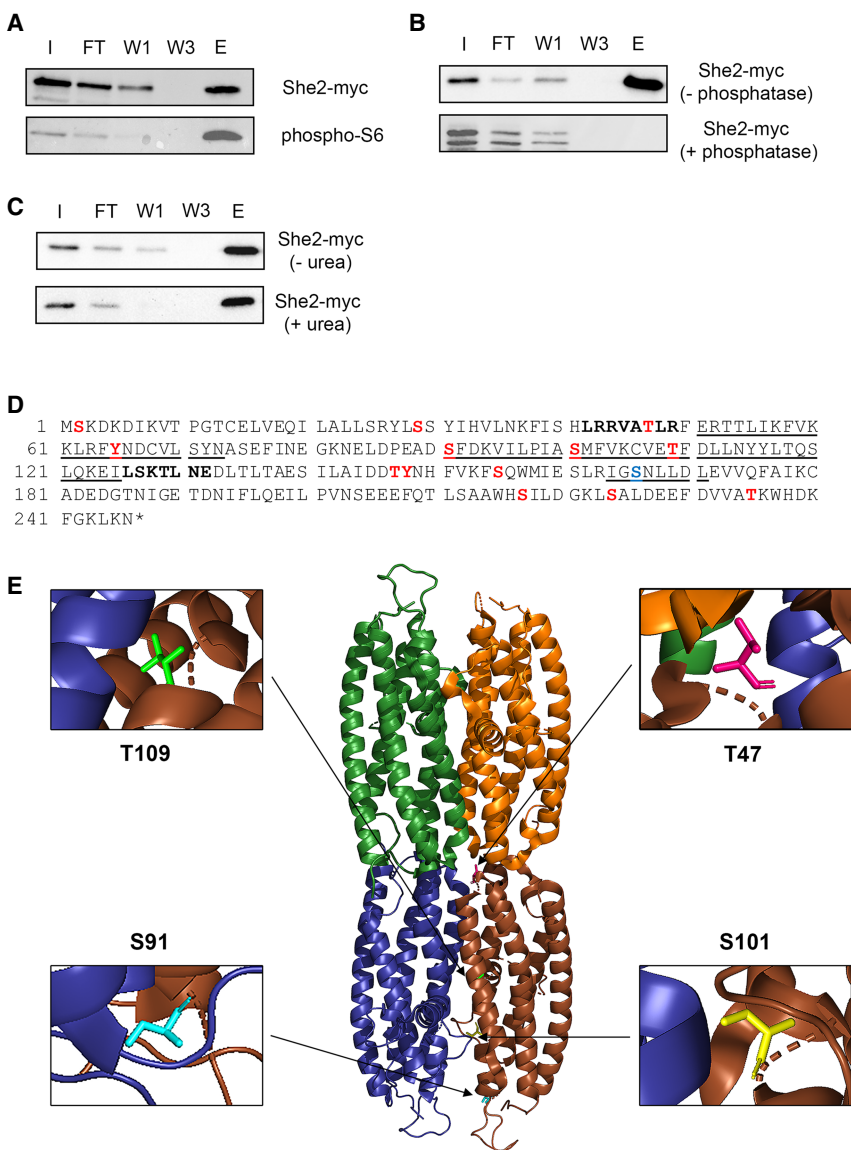 A
I FT W1 W3 E
She2-myc
phospho-S6
B
I FT W1 W3 E
She2-myc
(- phosphatase)
She2-myc
(+ phosphatase)
C
I FT W1 W3 E
She2-myc
(- urea)
She2-myc
(+ urea)
D
1 MSKDKDIKVT PGTCELVEQI LALLSRYLSS YIHVLNKFIS HLRRVATLRF ERTTLIKFVK
61 KLRFYNDCVL SYNASEFINE GKNELDPEAD SFDKVILPIA SMFVKCVETF DLLNYYLTQS
121 LQKEILSKTL NEDLTLTAES ILAIDDTYNH FVKFSQWMIE SLRIGSNLLD LEVVQFAIKC
181 ADEDGTNIGE TDNIFLQEIL PVNSEEEFQT LSAAWHSILD GKLSALDEEF DVVATKWHDK
241 FGKLKN*
E
T109
T47
S91
S101